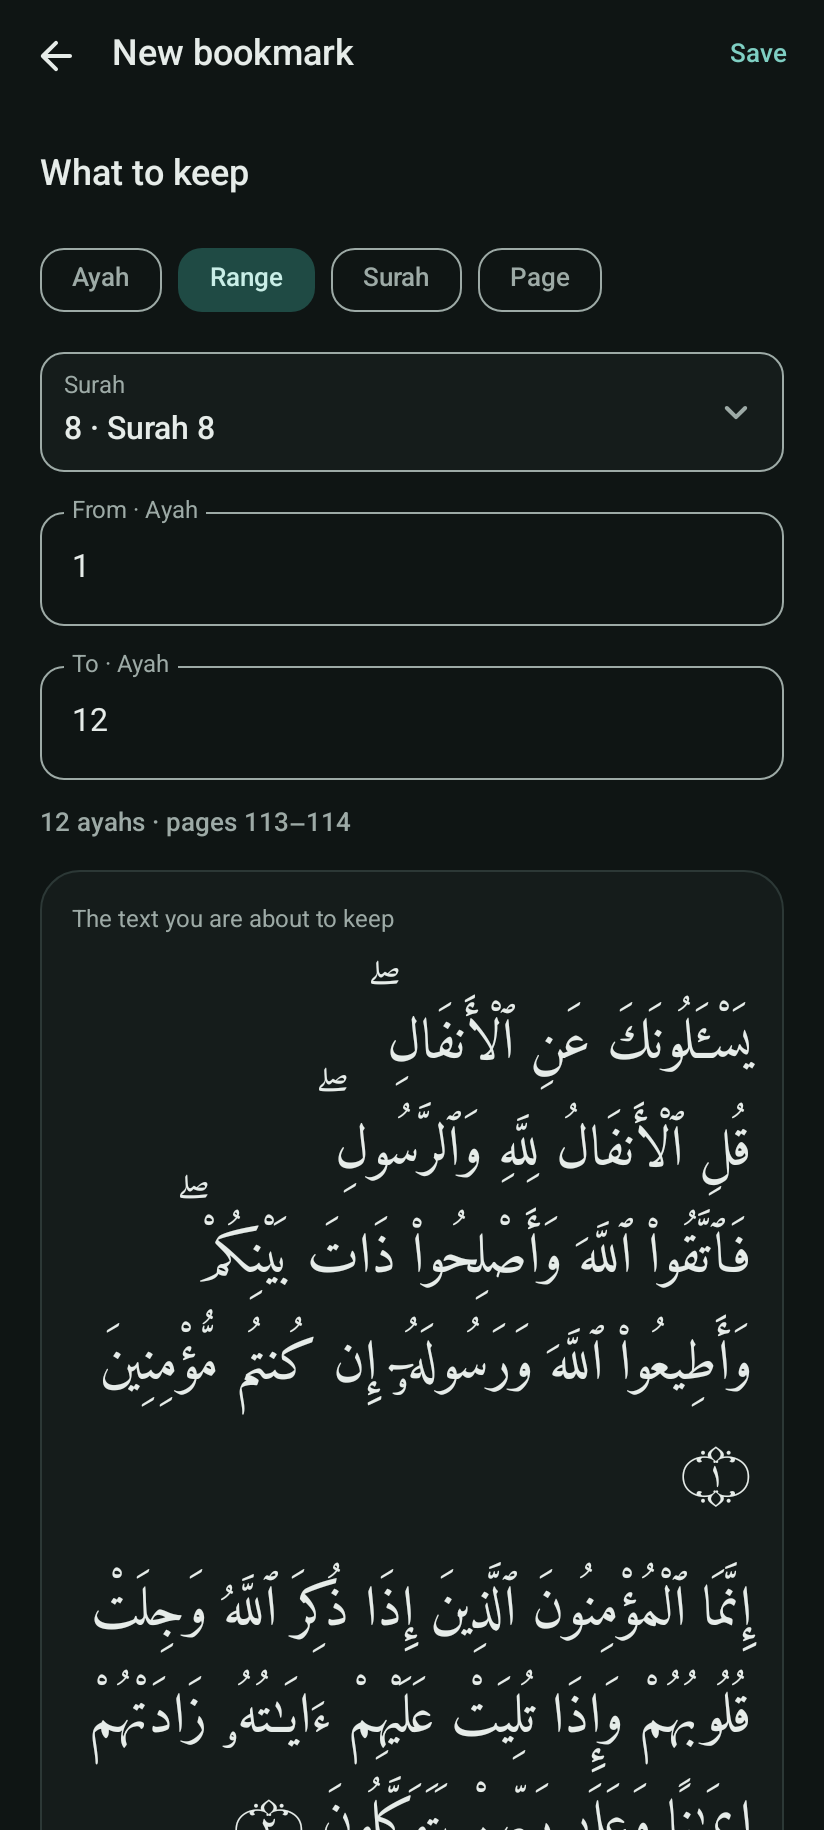 New bookmark
Save
What to keep
Ayah
Range
Surah
Page
Surah
8 · Surah 8
From · Ayah
1
To · Ayah
12
12 ayahs · pages 113–114
The text you are about to keep
يَسْـَٔلُونَكَ عَنِ ٱلْأَنفَالِ ۖ
قُلِ ٱلْأَنفَالُ لِلَّهِ وَٱلرَّسُولِ ۖ
فَٱتَّقُوا۟ ٱللَّهَ وَأَصْلِحُوا۟ ذَاتَ بَيْنِكُمْ ۖ
وَأَطِيعُوا۟ ٱللَّهَ وَرَسُولَهُۥٓ إِن كُنتُم مُّؤْمِنِينَ
١
إِنَّمَا ٱلْمُؤْمِنُونَ ٱلَّذِينَ إِذَا ذُكِرَ ٱللَّهُ وَجِلَتْ
قُلُوبُهُمْ وَإِذَا تُلِيَتْ عَلَيْهِمْ ءَايَـٰتُهُۥ زَادَتْهُمْ